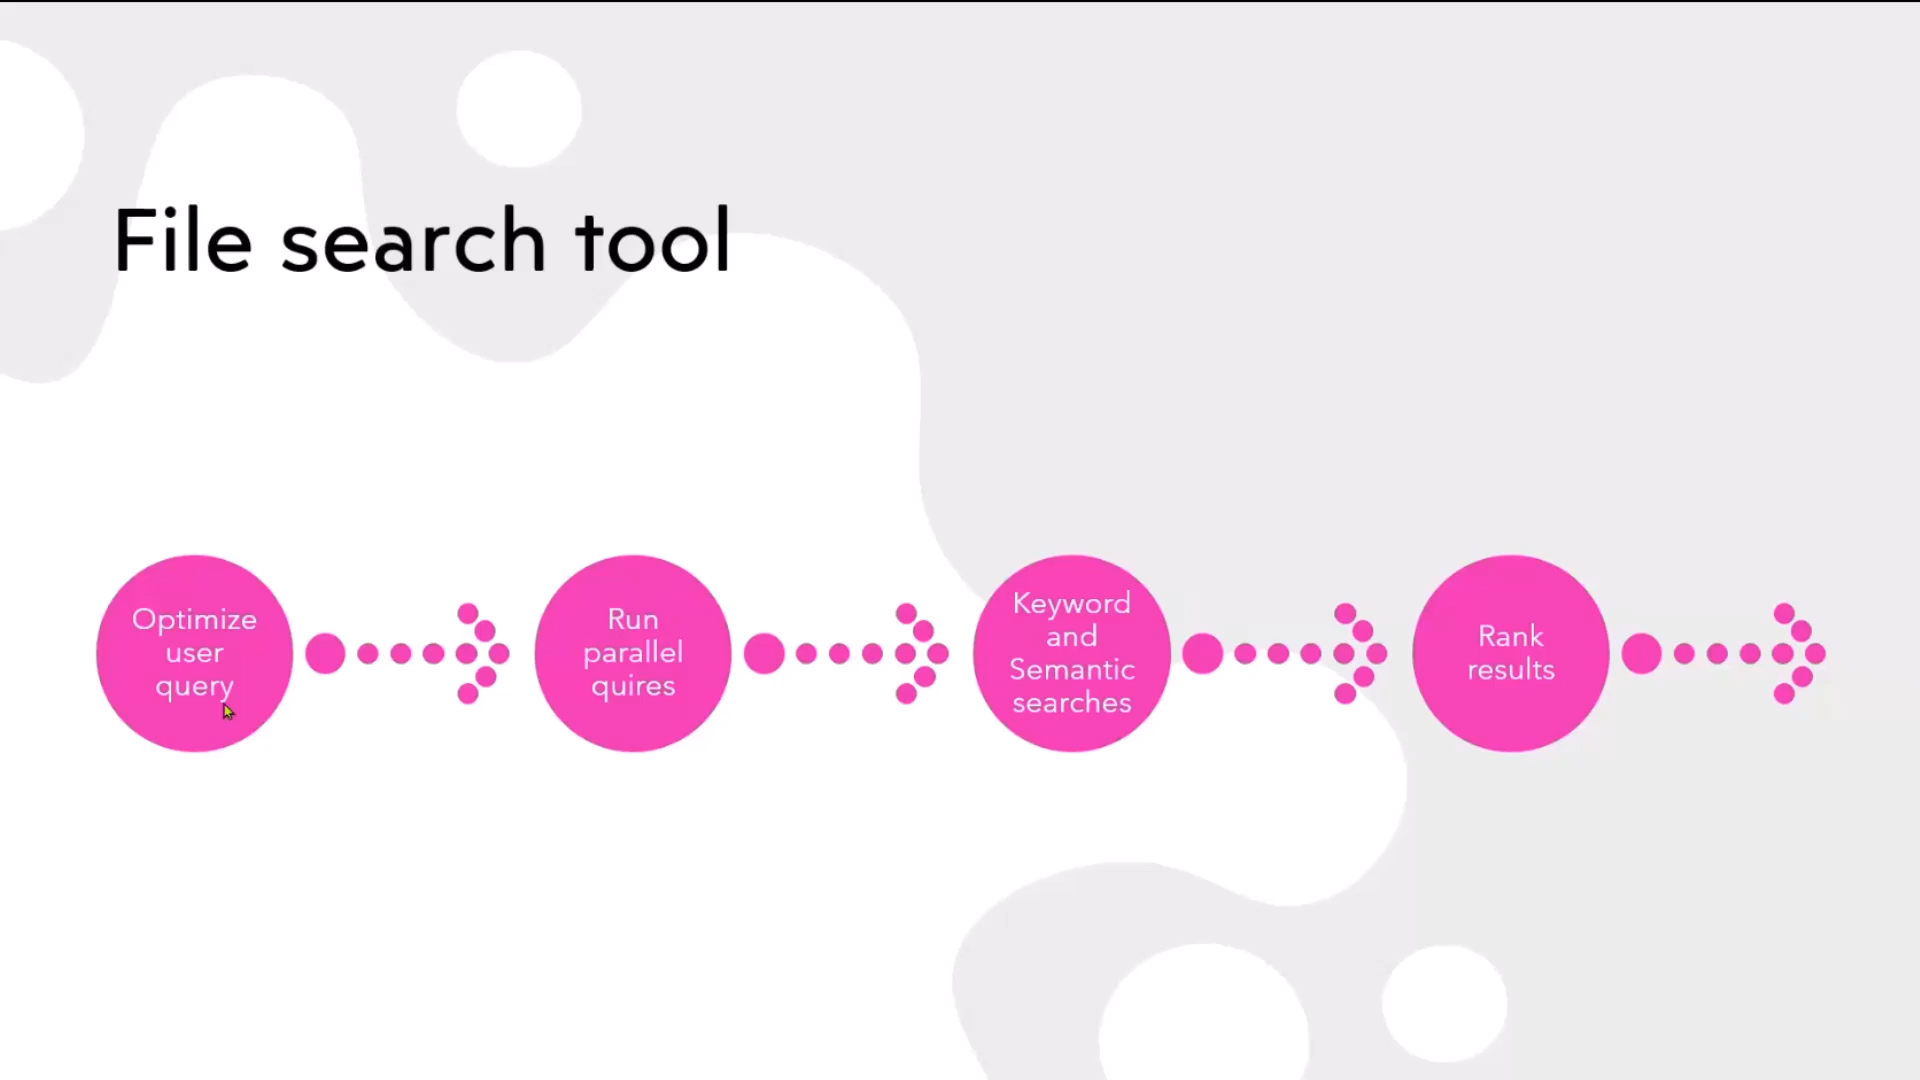 File search tool
Optimize
user
query
Run
parallel
quires
Keyword
and
Semantic
searches
Rank
results